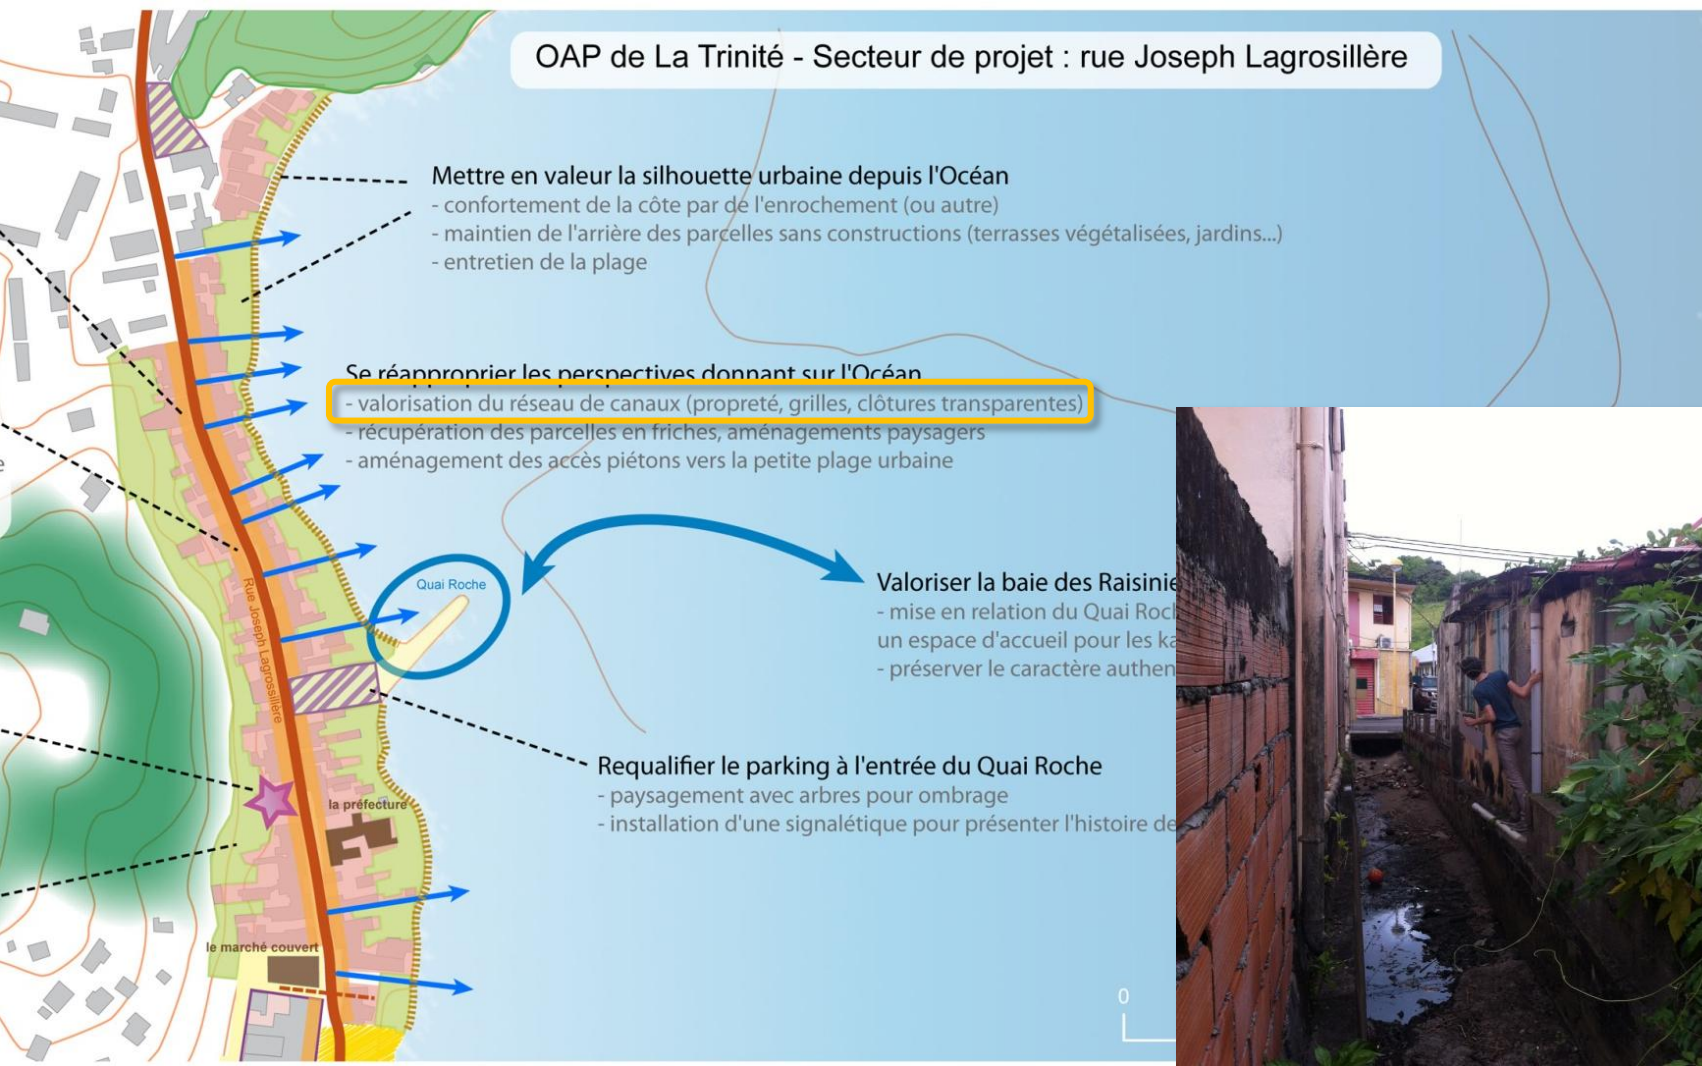 OAP de La Trinité - Secteur de projet : rue Joseph Lagrosillère
Mettre en valeur la silhouette urbaine depuis l'Océan
- confortement de la côte par de l'enrochement (ou autre)
- maintien de l'arrière des parcelles sans constructions (terrasses végétalisées, jardins...)
- entretien de la plage
Se réapproprier les perspectives donnant sur l'Océan
- valorisation du réseau de canaux (propreté, grilles, clôtures transparentes)
- récupération des parcelles en friches, aménagements paysagers
- aménagement des accès piétons vers la petite plage urbaine
e
Quai Roche
Rue Joseph Lagrossillère
Valoriser la baie des Raisinie
- mise en relation du Quai Roch
un espace d'accueil pour les ka
- préserver le caractère authen
Requalifier le parking à l'entrée du Quai Roche
- paysagement avec arbres pour ombrage
- installation d'une signalétique pour présenter l'histoire de
la préfecture
le marché couvert
0